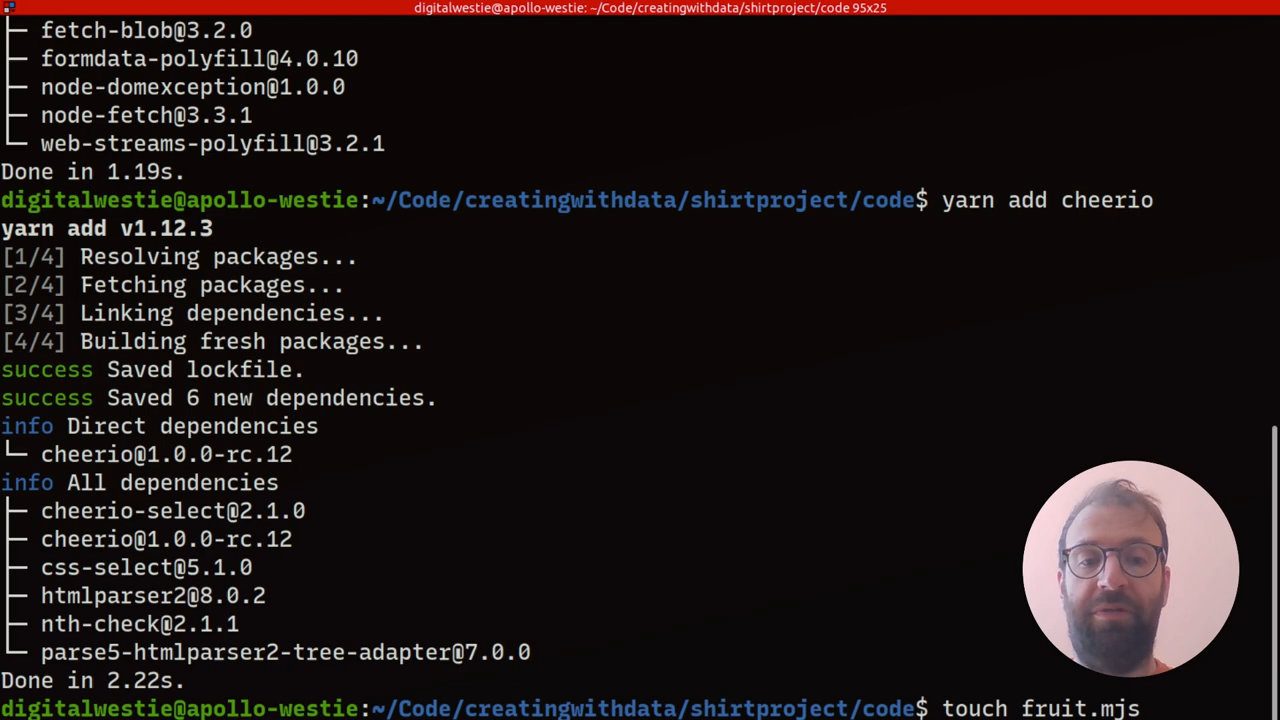 digitalwestie@apollo-westie: ~/Code/creatingwithdata/shirtproject/code 95x25
├─ fetch-blob@3.2.0
├─ formdata-polyfill@4.0.10
├─ node-domexception@1.0.0
├─ node-fetch@3.3.1
└─ web-streams-polyfill@3.2.1
Done in 1.19s.
digitalwestie@apollo-westie:~/Code/creatingwithdata/shirtproject/code$ yarn add cheerio
yarn add v1.12.3
[1/4] Resolving packages...
[2/4] Fetching packages...
[3/4] Linking dependencies...
[4/4] Building fresh packages...
success Saved lockfile.
success Saved 6 new dependencies.
info Direct dependencies
└─ cheerio@1.0.0-rc.12
info All dependencies
├─ cheerio-select@2.1.0
├─ cheerio@1.0.0-rc.12
├─ css-select@5.1.0
├─ htmlparser2@8.0.2
├─ nth-check@2.1.1
└─ parse5-htmlparser2-tree-adapter@7.0.0
Done in 2.22s.
digitalwestie@apollo-westie:~/Code/creatingwithdata/shirtproject/code$ touch fruit.mjs